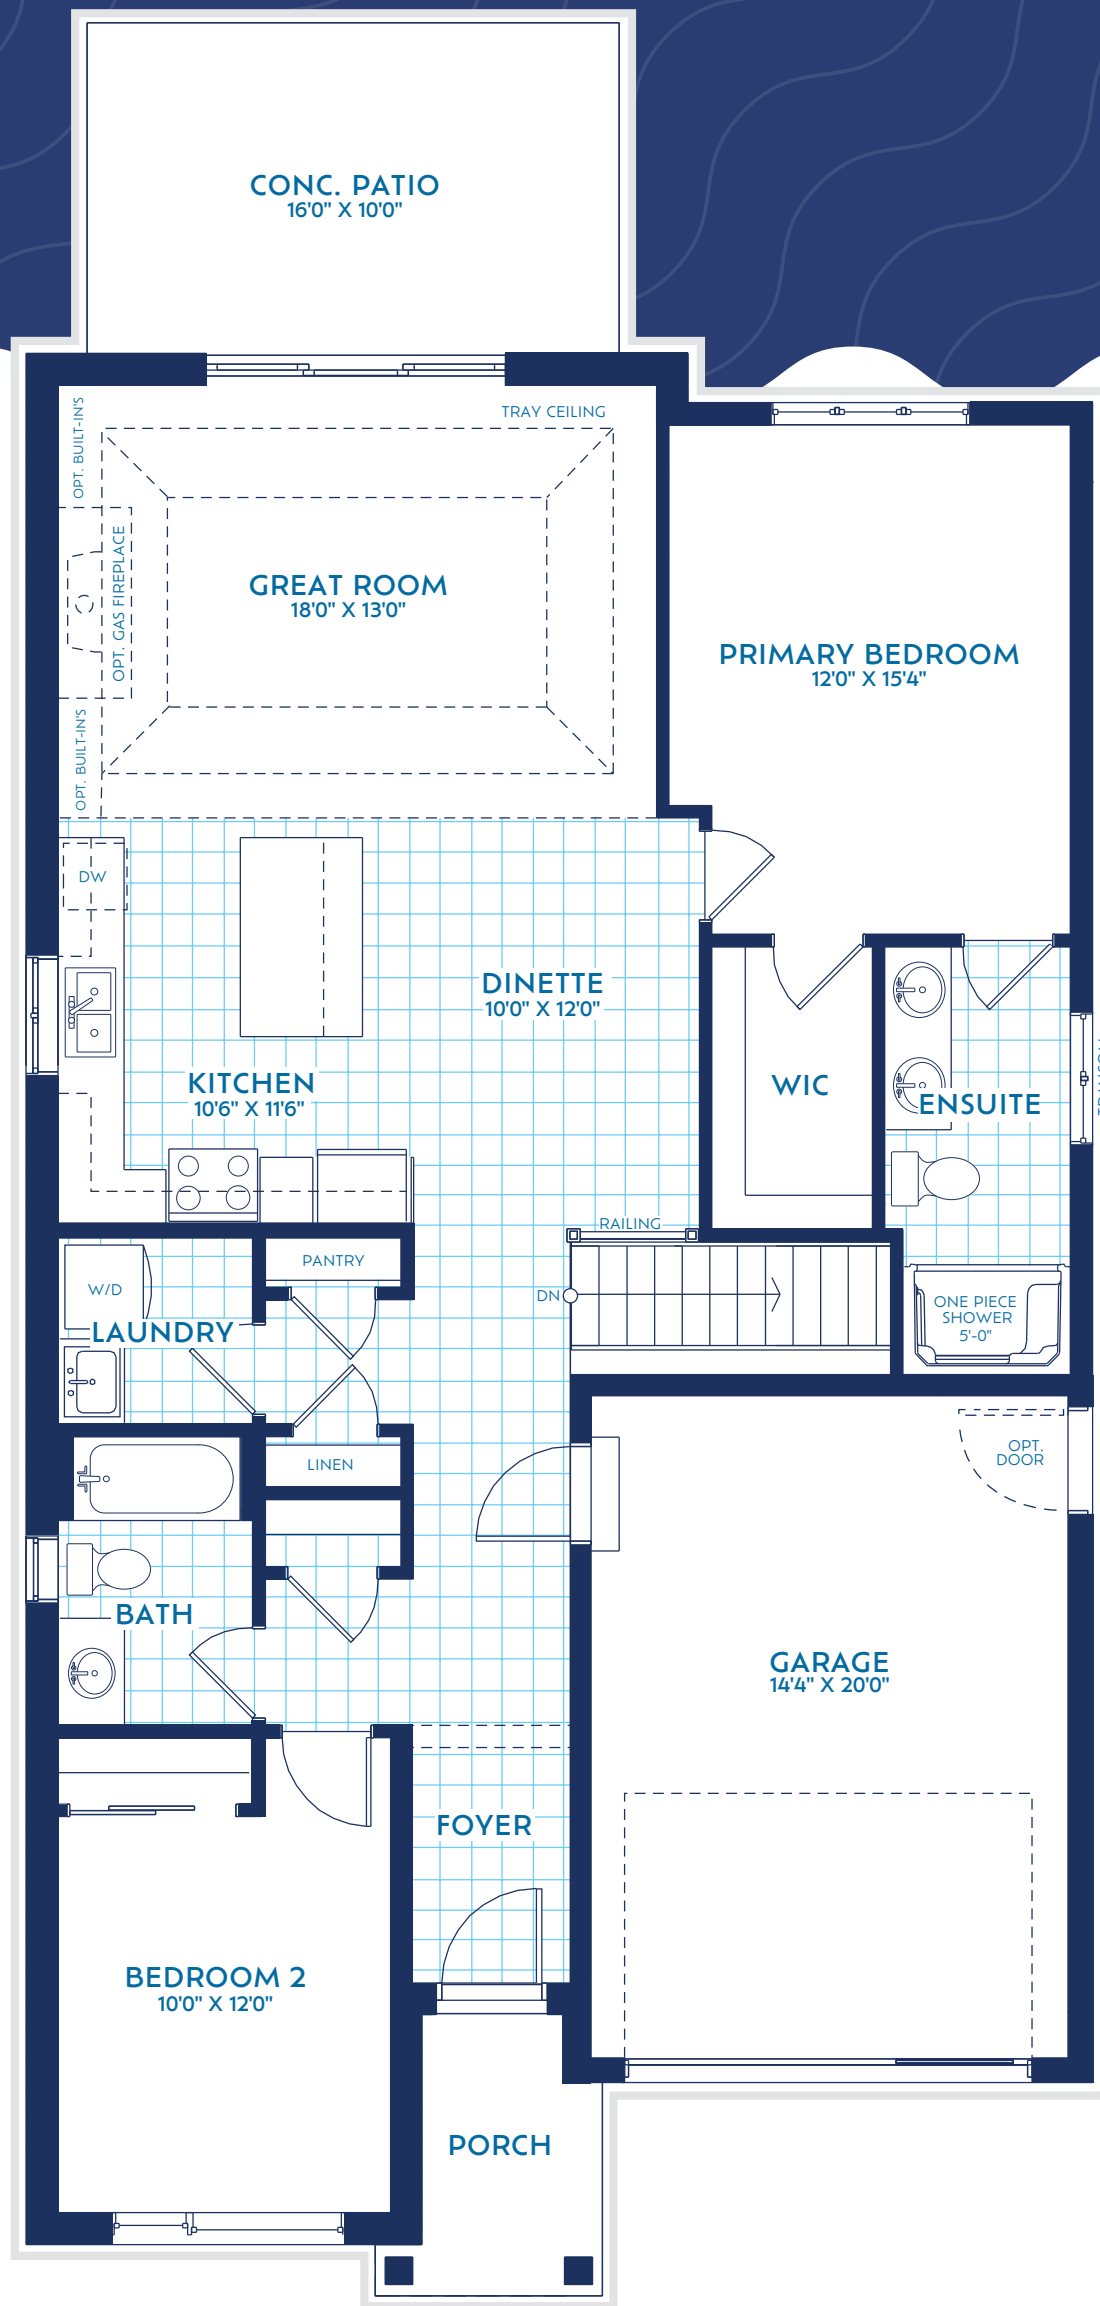 CONC. PATIO
16'0" X 10'0"
TRAY CEILING
OPT. BUILT-IN'S
OPT. GAS FIREPLACE
OPT. BUILT-IN'S
GREAT ROOM
18'0" X 13'0"
PRIMARY BEDROOM
12'0" X 15'4"
DW
DINETTE
10'0" X 12'0"
KITCHEN
10'6" X 11'6"
WIC
ENSUITE
TRANSOM
RAILING
PANTRY
W/D
DN
LAUNDRY
ONE PIECE
SHOWER
5'-0"
LINEN
OPT.
DOOR
BATH
GARAGE
14'4" X 20'0"
FOYER
BEDROOM 2
10'0" X 12'0"
PORCH